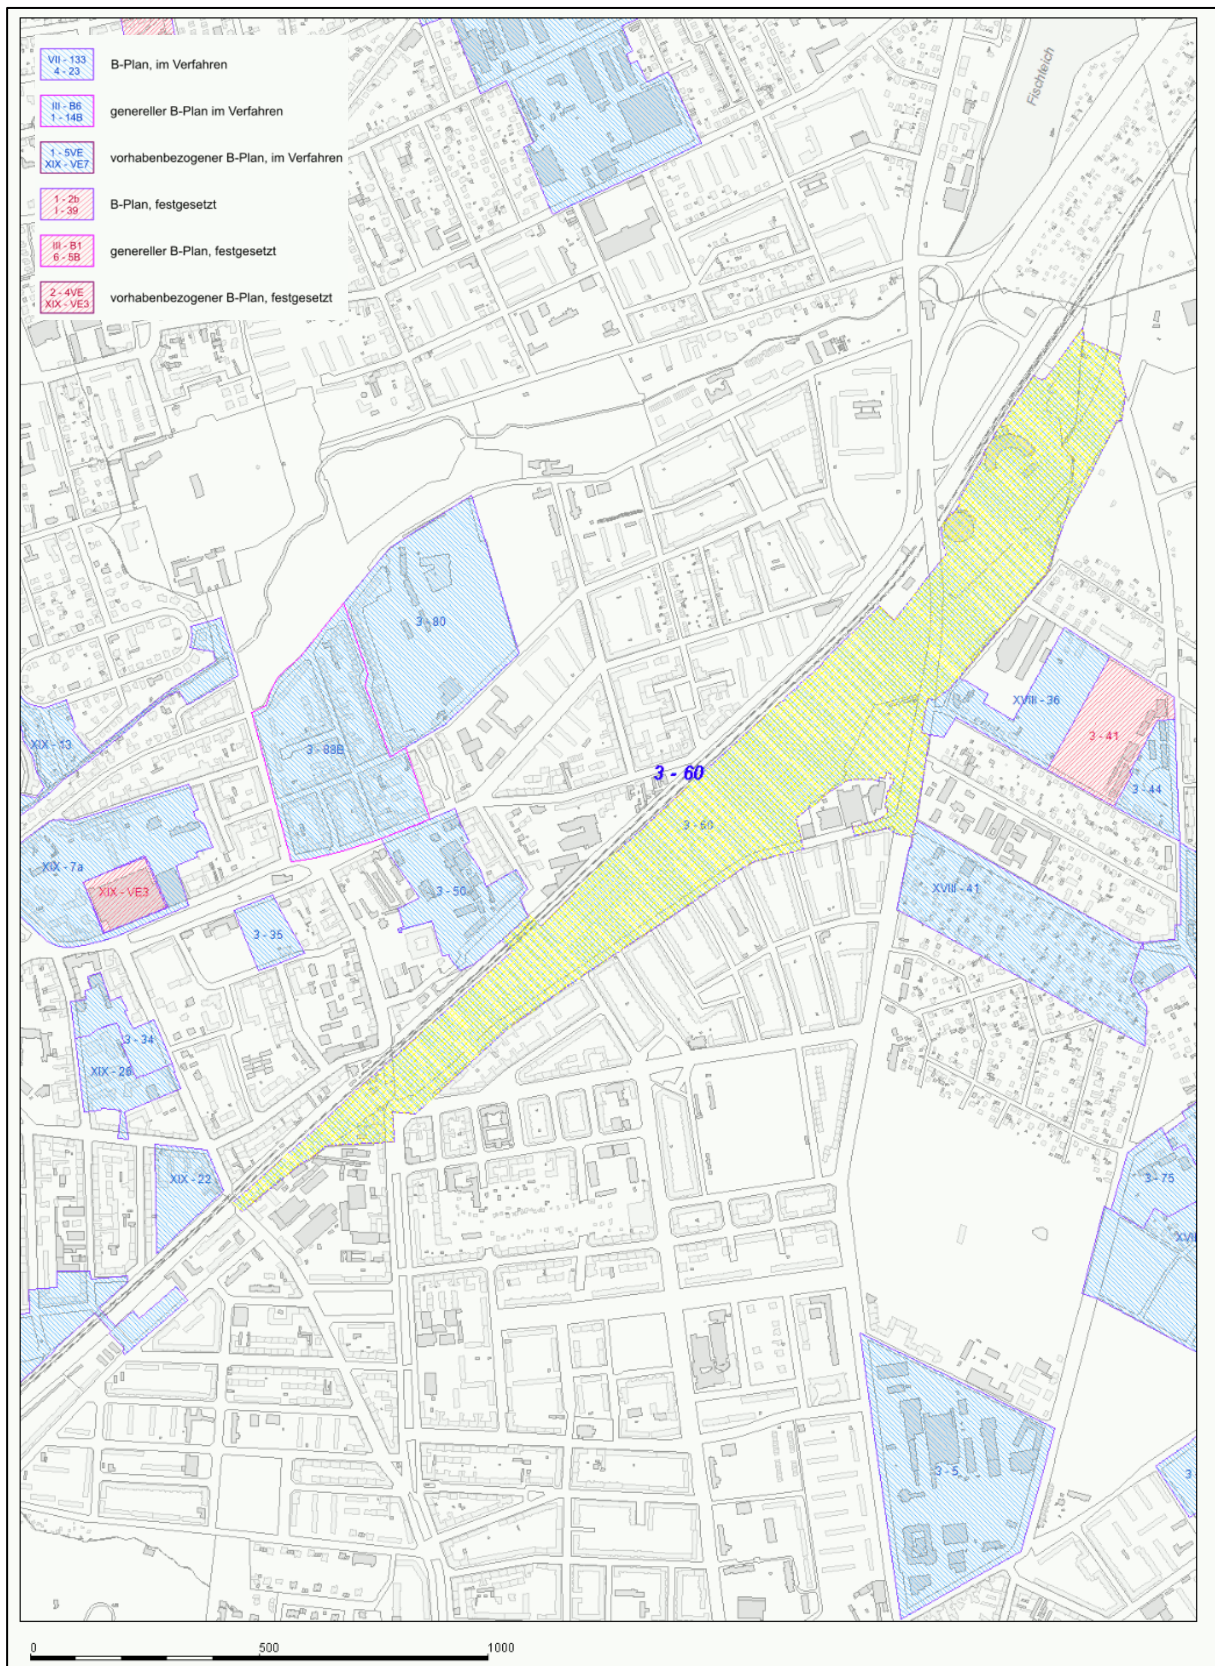 VII - 133
4 - 23
B-Plan, im Verfahren
III - B6
1 - 14B
genereller B-Plan im Verfahren
1 - 5VE
XIX - VE7
vorhabenbezogener B-Plan, im Verfahren
1 - 2b
I - 39
B-Plan, festgesetzt
III - B1
6 - 5B
genereller B-Plan, festgesetzt
2 - 4VE
XIX - VE3
vorhabenbezogener B-Plan, festgesetzt
Fischteich
3 - 80
XVIII - 36
3 - 41
XIX - 13
3 - 88B
3 - 60
3 - 44
3 - 60
XIX - 7a
XIX - VE3
3 - 50
XVIII - 41
3 - 35
3 - 34
XIX - 26
XIX - 22
3 - 75
XVII
3 - 5
3
0
500
1000